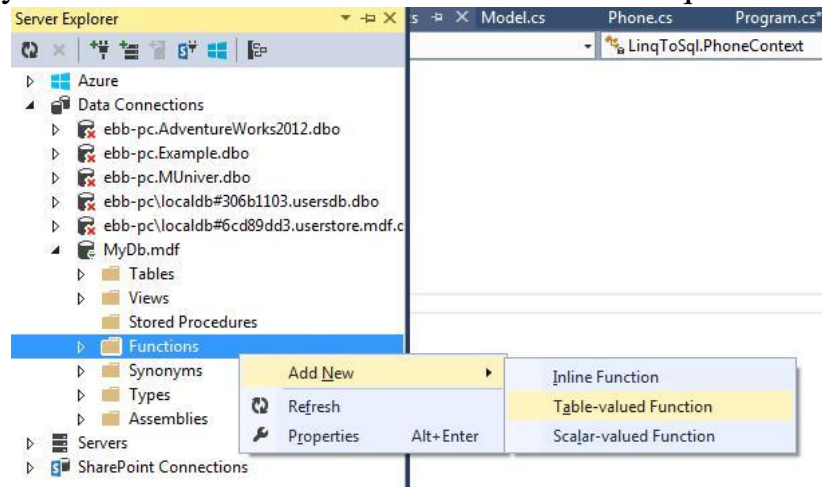 Server Explorer
s
Model.cs
Phone.cs
Program.cs*
LinqToSql.PhoneContext
Azure
Data Connections
ebb-pc.AdventureWorks2012.dbo
ebb-pc.Example.dbo
ebb-pc.MUniver.dbo
ebb-pc\localdb#306b1103.usersdb.dbo
ebb-pc\localdb#6cd89dd3.userstore.mdf.c
MyDb.mdf
Tables
Views
Stored Procedures
Functions
Synonyms
Types
Assemblies
Servers
SharePoint Connections
Add New
Refresh
Properties Alt+Enter
Inline Function
Table-valued Function
Scalar-valued Function